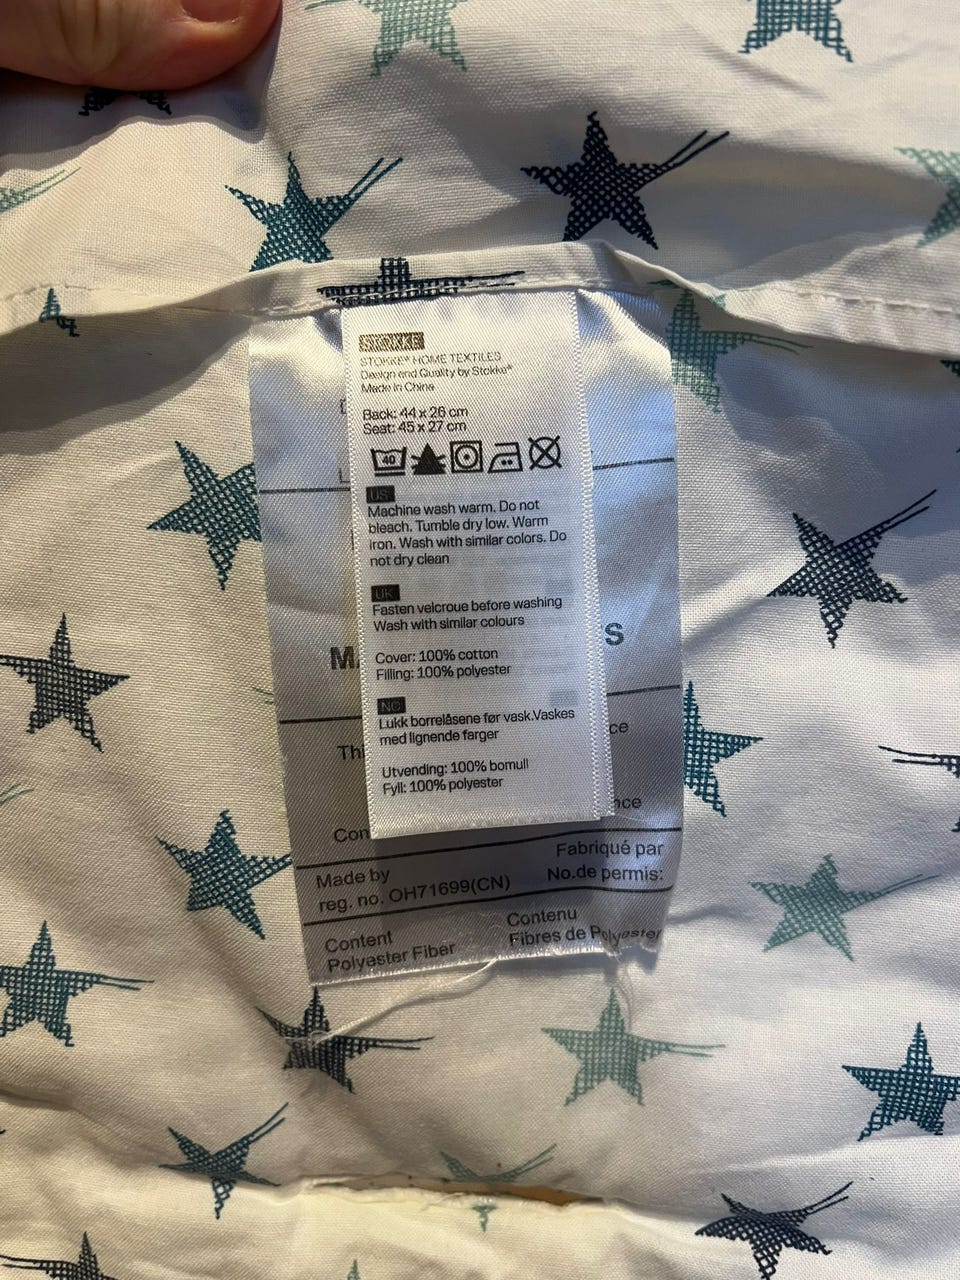 STOKKE
STOKKE® HOME TEXTILES
Design and Quality by Stokke®
Made in China
Back: 44 x 26 cm
Seat: 45 x 27 cm
40
US
Machine wash warm. Do not
bleach. Tumble dry low. Warm
iron. Wash with similar colors. Do
not dry clean
UK
Fasten velcroue before washing
Wash with similar colours
Cover: 100% cotton
Filling: 100% polyester
NO
Lukk borrelåsene før vask.Vaskes
med lignende farger
Utvending: 100% bomull
Fyll: 100% polyester
Made by
reg. no. OH71699(CN)
Fabriqué par
No.de permis:
Content
Polyester Fiber
Contenu
Fibres de Polyester